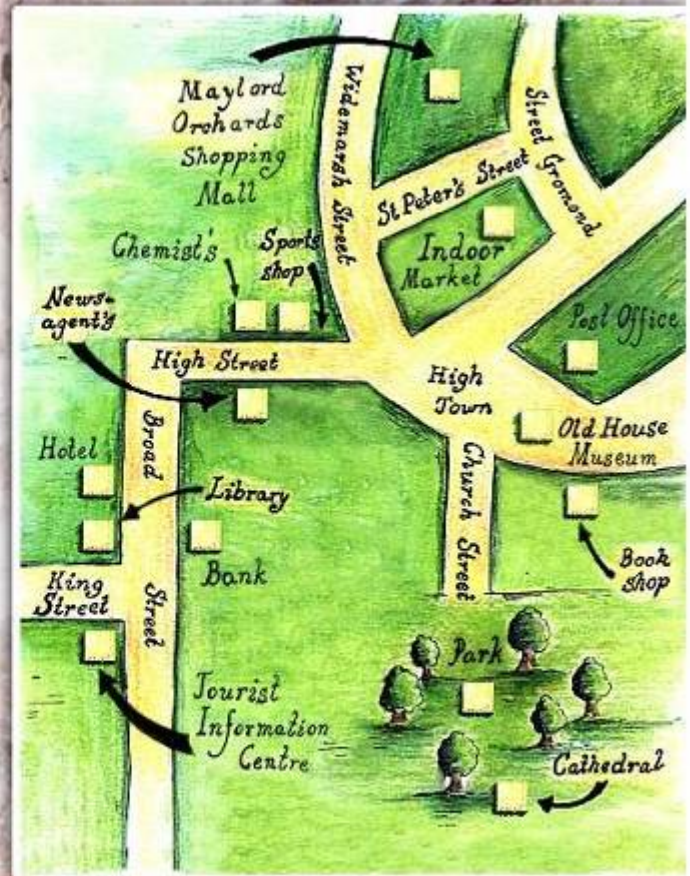 Maylord
Orchards
Shopping
Mall
Widemarsh Street
Street Gromond
St Peter's Street
Indoor
Market
Chemist's
Sports
shop
News-
agent's
Post Office
High Street
High
Town
Old House
Museum
Broad
Street
Hotel
Library
Church Street
Bank
King
Street
Book
shop
Park
Tourist
Information
Centre
Cathedral